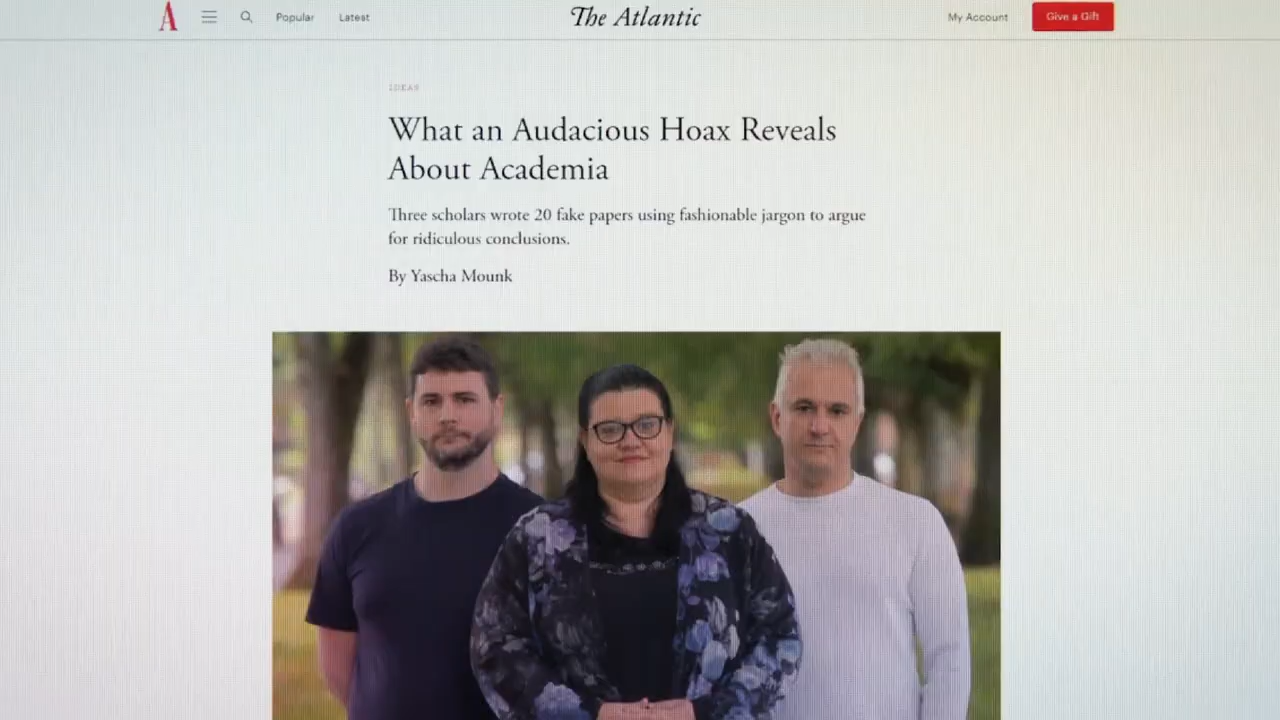 A
Popular
Latest
The Atlantic
My Account
Give a Gift
IDEAS
What an Audacious Hoax Reveals
About Academia
Three scholars wrote 20 fake papers using fashionable jargon to argue
for ridiculous conclusions.
By Yascha Mounk